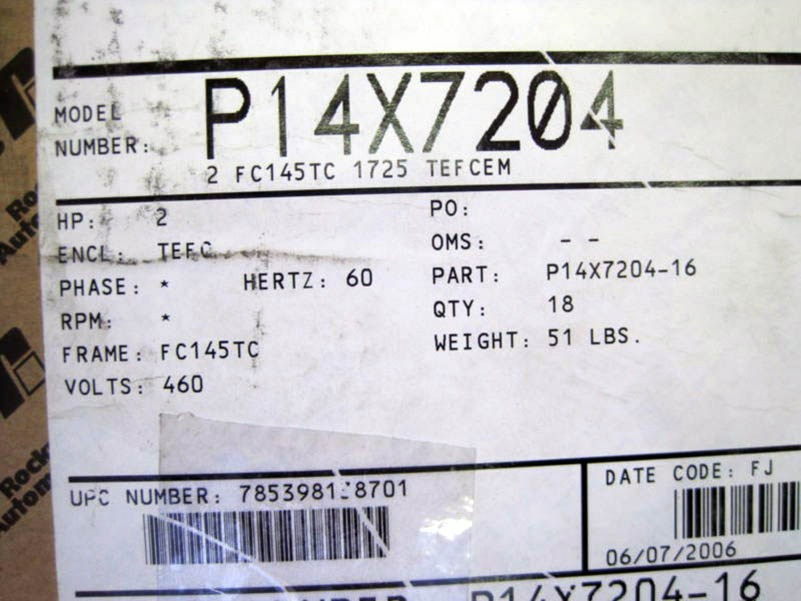 MODEL
NUMBER: P14X7204
2 FC145TC 1725 TEFCEM
HP: 2
ENCL: TEFC
PHASE: * HERTZ: 60
RPM: *
FRAME: FC145TC
VOLTS: 460
PO:
OMS: - -
PART: P14X7204-16
QTY: 18
WEIGHT: 51 LBS.
UPC NUMBER:
DATE CODE: FJ
06/07/2006
P14X7204-16